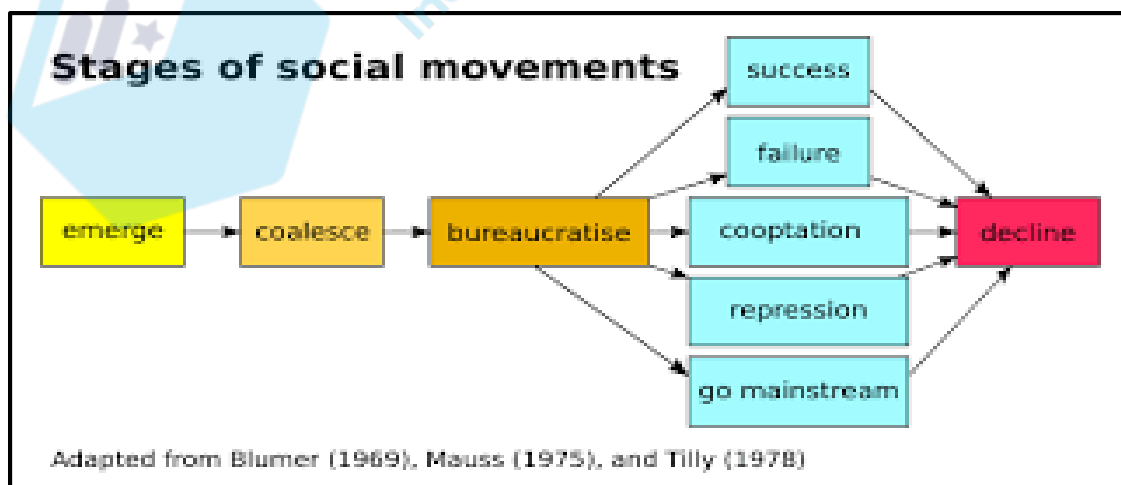 Stages of social movements
success
failure
emerge
coalesce
bureaucratise
cooptation
decline
repression
go mainstream
Adapted from Blumer (1969), Mauss (1975), and Tilly (1978)